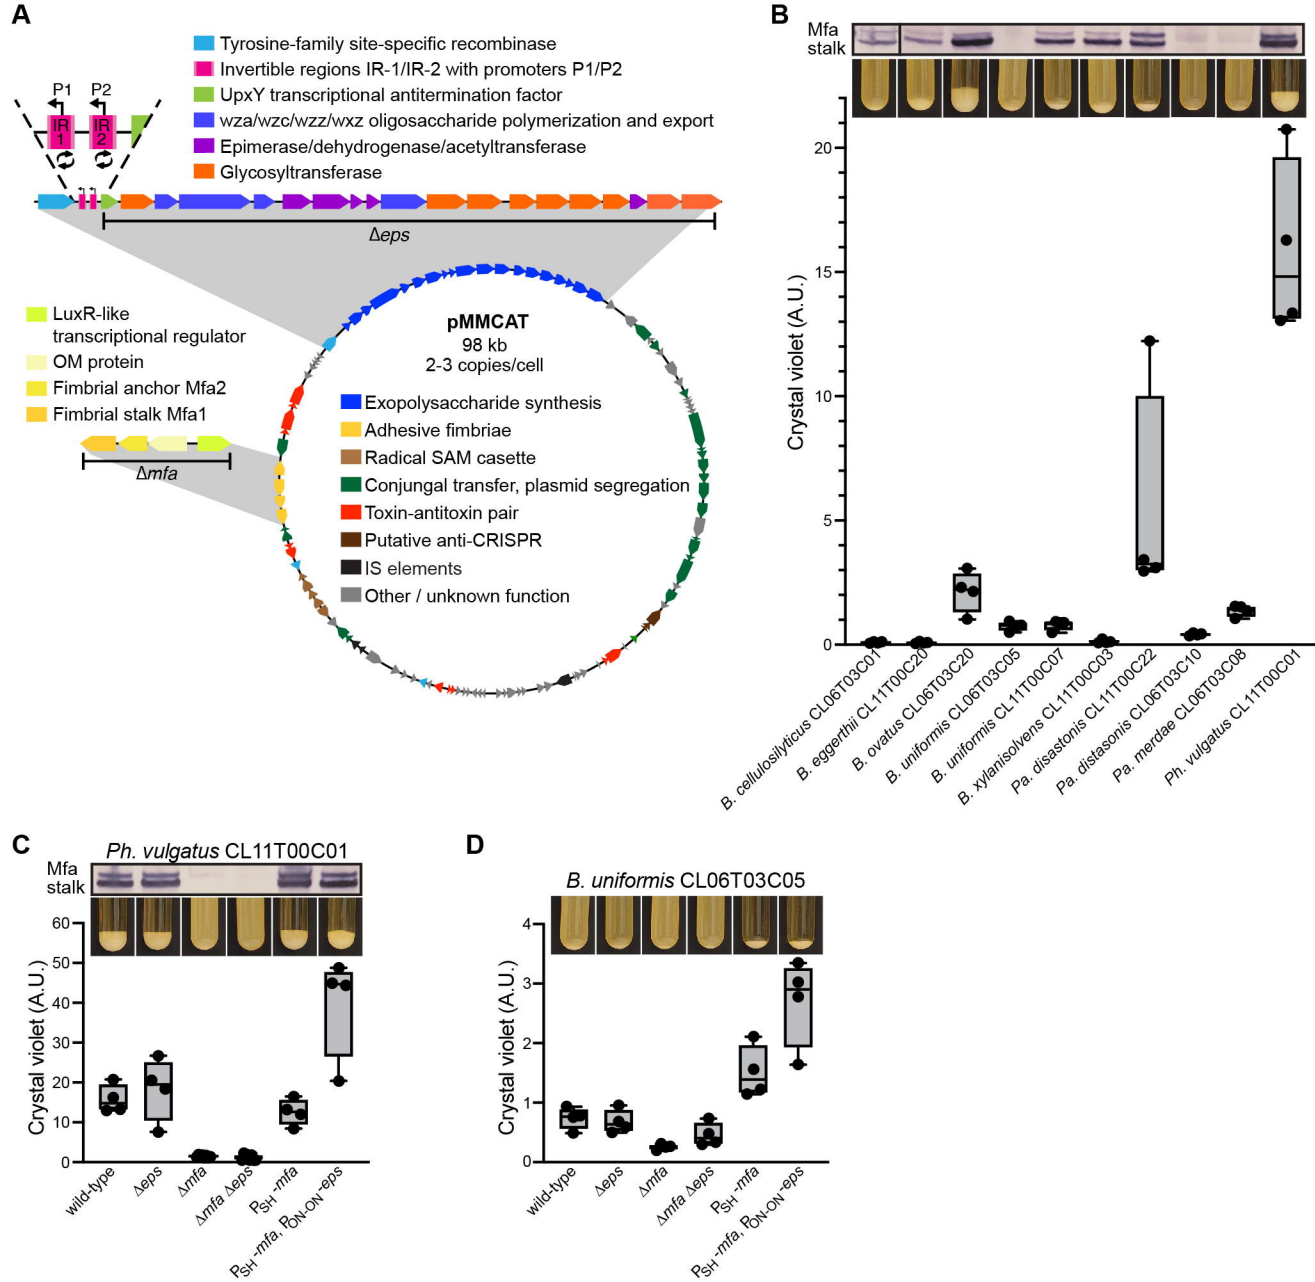 A
Tyrosine-family site-specific recombinase
Invertible regions IR-1/IR-2 with promoters P1/P2
UpxY transcriptional antitermination factor
wza/wzc/wzz/wxz oligosaccharide polymerization and export
Epimerase/dehydrogenase/acetyltransferase
Glycosyltransferase
P1 P2
IR 1
IR 2
Δeps
LuxR-like
transcriptional regulator
OM protein
Fimbrial anchor Mfa2
Fimbrial stalk Mfa1
Δmfa
pMMCAT
98 kb
2-3 copies/cell
Exopolysaccharide synthesis
Adhesive fimbriae
Radical SAM casette
Conjungal transfer, plasmid segregation
Toxin-antitoxin pair
Putative anti-CRISPR
IS elements
Other / unknown function
B
Mfa
stalk
Crystal violet (A.U.)
20
15
10
5
0
B. cellulosilyticus CL06T03C01
B. eggerthii CL11T00C20
B. ovatus CL06T03C20
B. uniformis CL06T03C05
B. uniformis CL11T00C07
B. xylanisolvens CL11T00C03
Pa. disastonis CL11T00C22
Pa. distasonis CL06T03C10
Pa. merdae CL06T03C08
Ph. vulgatus CL11T00C01
C
Ph. vulgatus CL11T00C01
Mfa
stalk
Crystal violet (A.U.)
60
50
40
30
20
10
0
wild-type
Δeps
Δmfa
Δmfa Δeps
PSH-mfa
PSH-mfa, PON-ON-eps
D
B. uniformis CL06T03C05
Crystal violet (A.U.)
4
3
2
1
0
wild-type
Δeps
Δmfa
Δmfa Δeps
PSH-mfa
PSH-mfa, PON-ON-eps